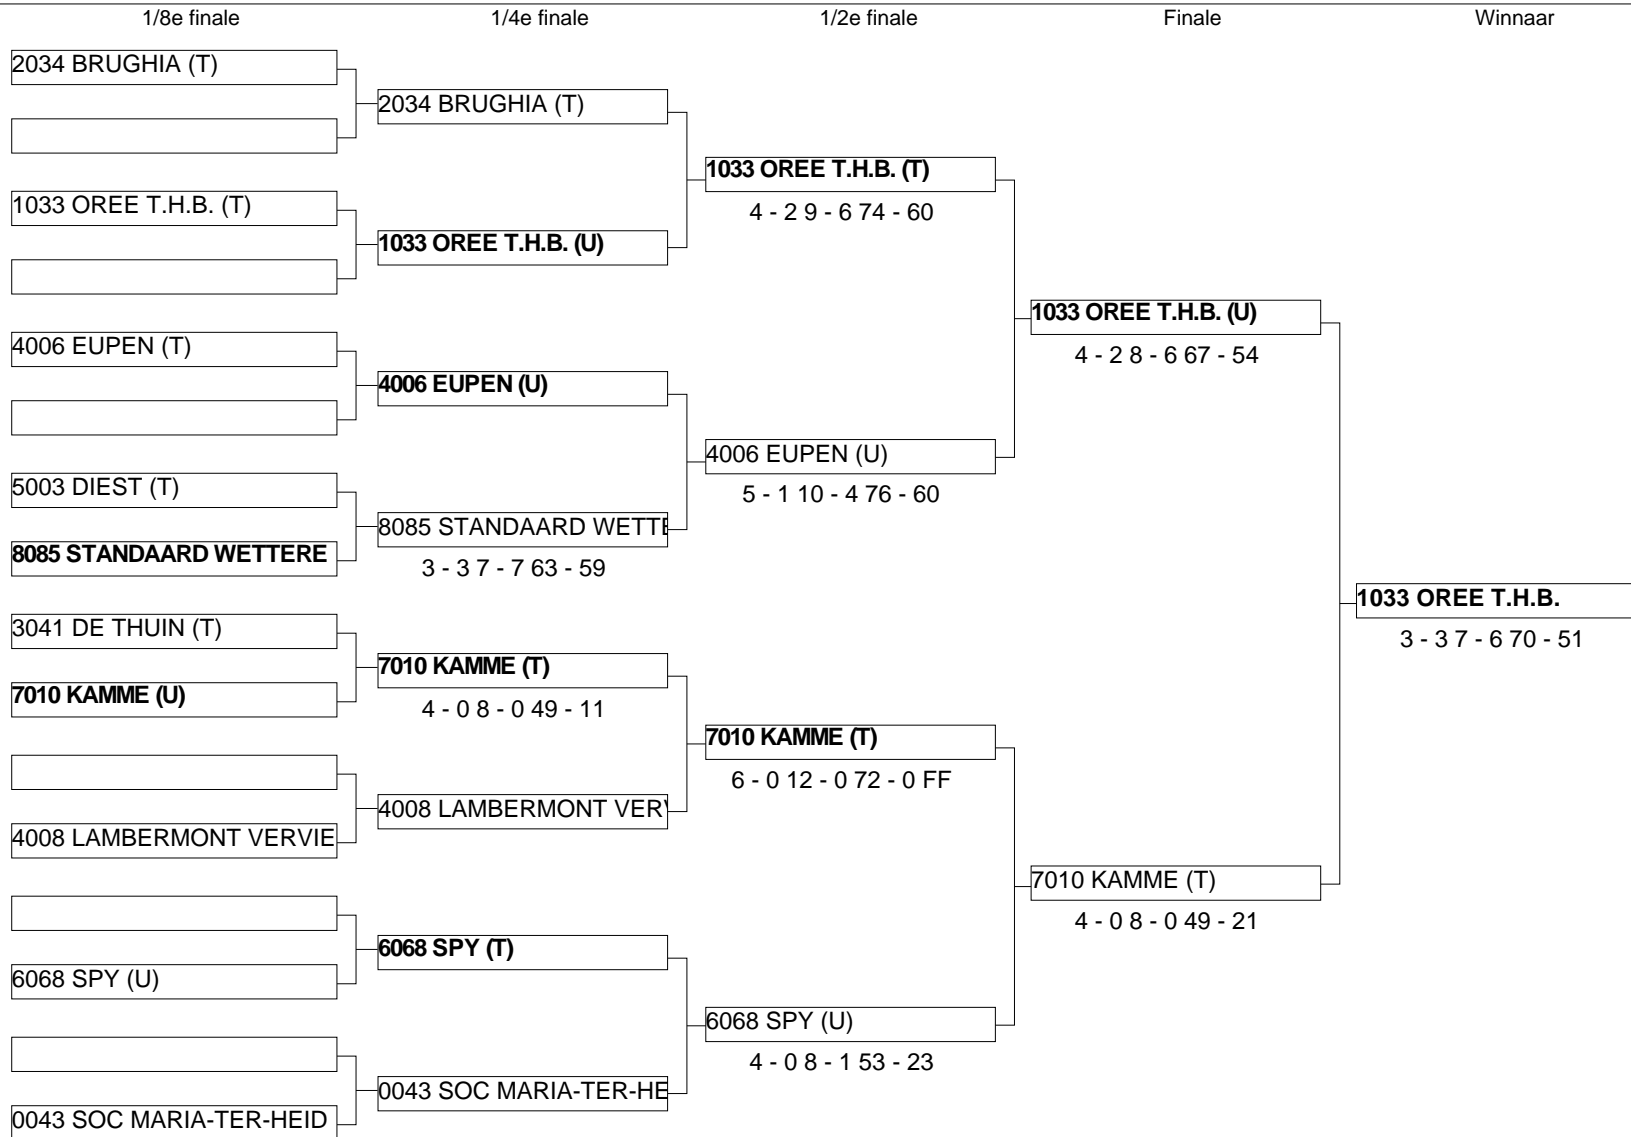 1/8e finale
1/4e finale
1/2e finale
Finale
Winnaar
2034 BRUGHIA (T)
1033 OREE T.H.B. (T)
4006 EUPEN (T)
5003 DIEST (T)
8085 STANDAARD WETTERE
3041 DE THUIN (T)
7010 KAMME (U)
4008 LAMBERMONT VERVIE
6068 SPY (U)
0043 SOC MARIA-TER-HEID
2034 BRUGHIA (T)
1033 OREE T.H.B. (U)
4006 EUPEN (U)
8085 STANDAARD WETTE
3 - 3 7 - 7 63 - 59
7010 KAMME (T)
4 - 0 8 - 0 49 - 11
4008 LAMBERMONT VERV
6068 SPY (T)
0043 SOC MARIA-TER-HE
1033 OREE T.H.B. (T)
4 - 2 9 - 6 74 - 60
4006 EUPEN (U)
5 - 1 10 - 4 76 - 60
7010 KAMME (T)
6 - 0 12 - 0 72 - 0 FF
6068 SPY (U)
4 - 0 8 - 1 53 - 23
1033 OREE T.H.B. (U)
4 - 2 8 - 6 67 - 54
7010 KAMME (T)
4 - 0 8 - 0 49 - 21
1033 OREE T.H.B.
3 - 3 7 - 6 70 - 51